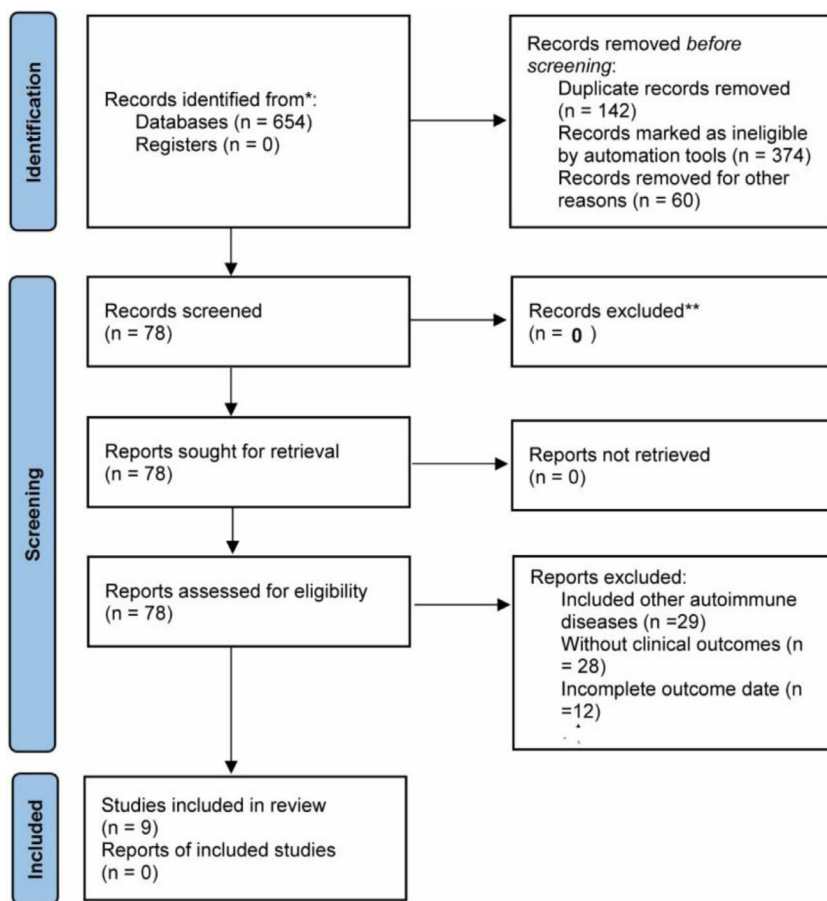 Identification
Records identified from*:
Databases (n = 654)
Registers (n = 0)
Records removed before
screening:
Duplicate records removed
(n = 142)
Records marked as ineligible
by automation tools (n = 374)
Records removed for other
reasons (n = 60)
Screening
Records screened
(n = 78)
Records excluded**
(n = 0 )
Reports sought for retrieval
(n = 78)
Reports not retrieved
(n = 0)
Reports assessed for eligibility
(n = 78)
Reports excluded:
Included other autoimmune
diseases (n =29)
Without clinical outcomes (n
= 28)
Incomplete outcome date (n
=12)
Included
Studies included in review
(n = 9)
Reports of included studies
(n = 0)